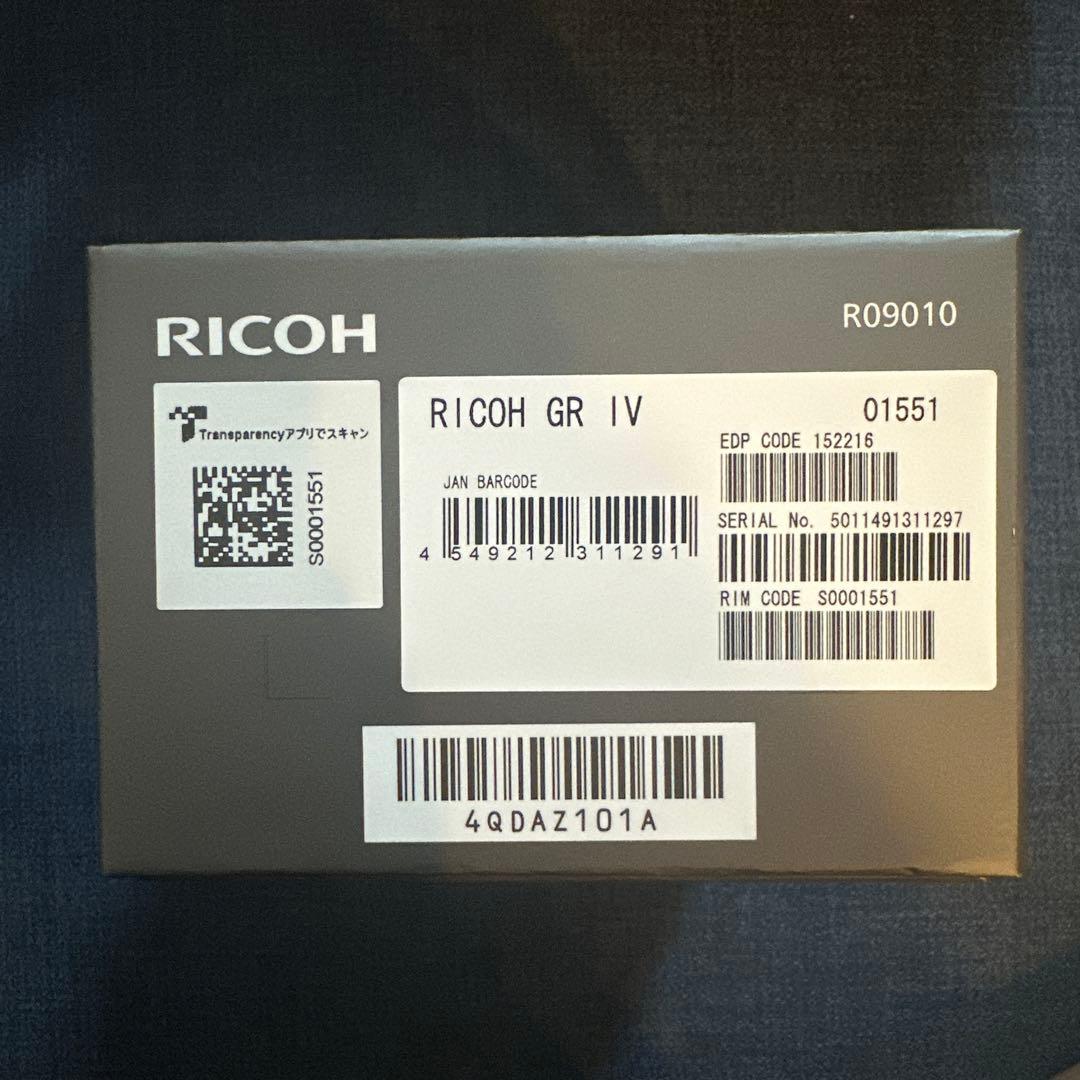 RICOH
R09010
Transparencyアプリでスキャン
S0001551
RICOH GR IV
01551
EDP CODE 152216
JAN BARCODE
4 549212 311291
SERIAL No. 5011491311297
RIM CODE S0001551
4QDAZ101A